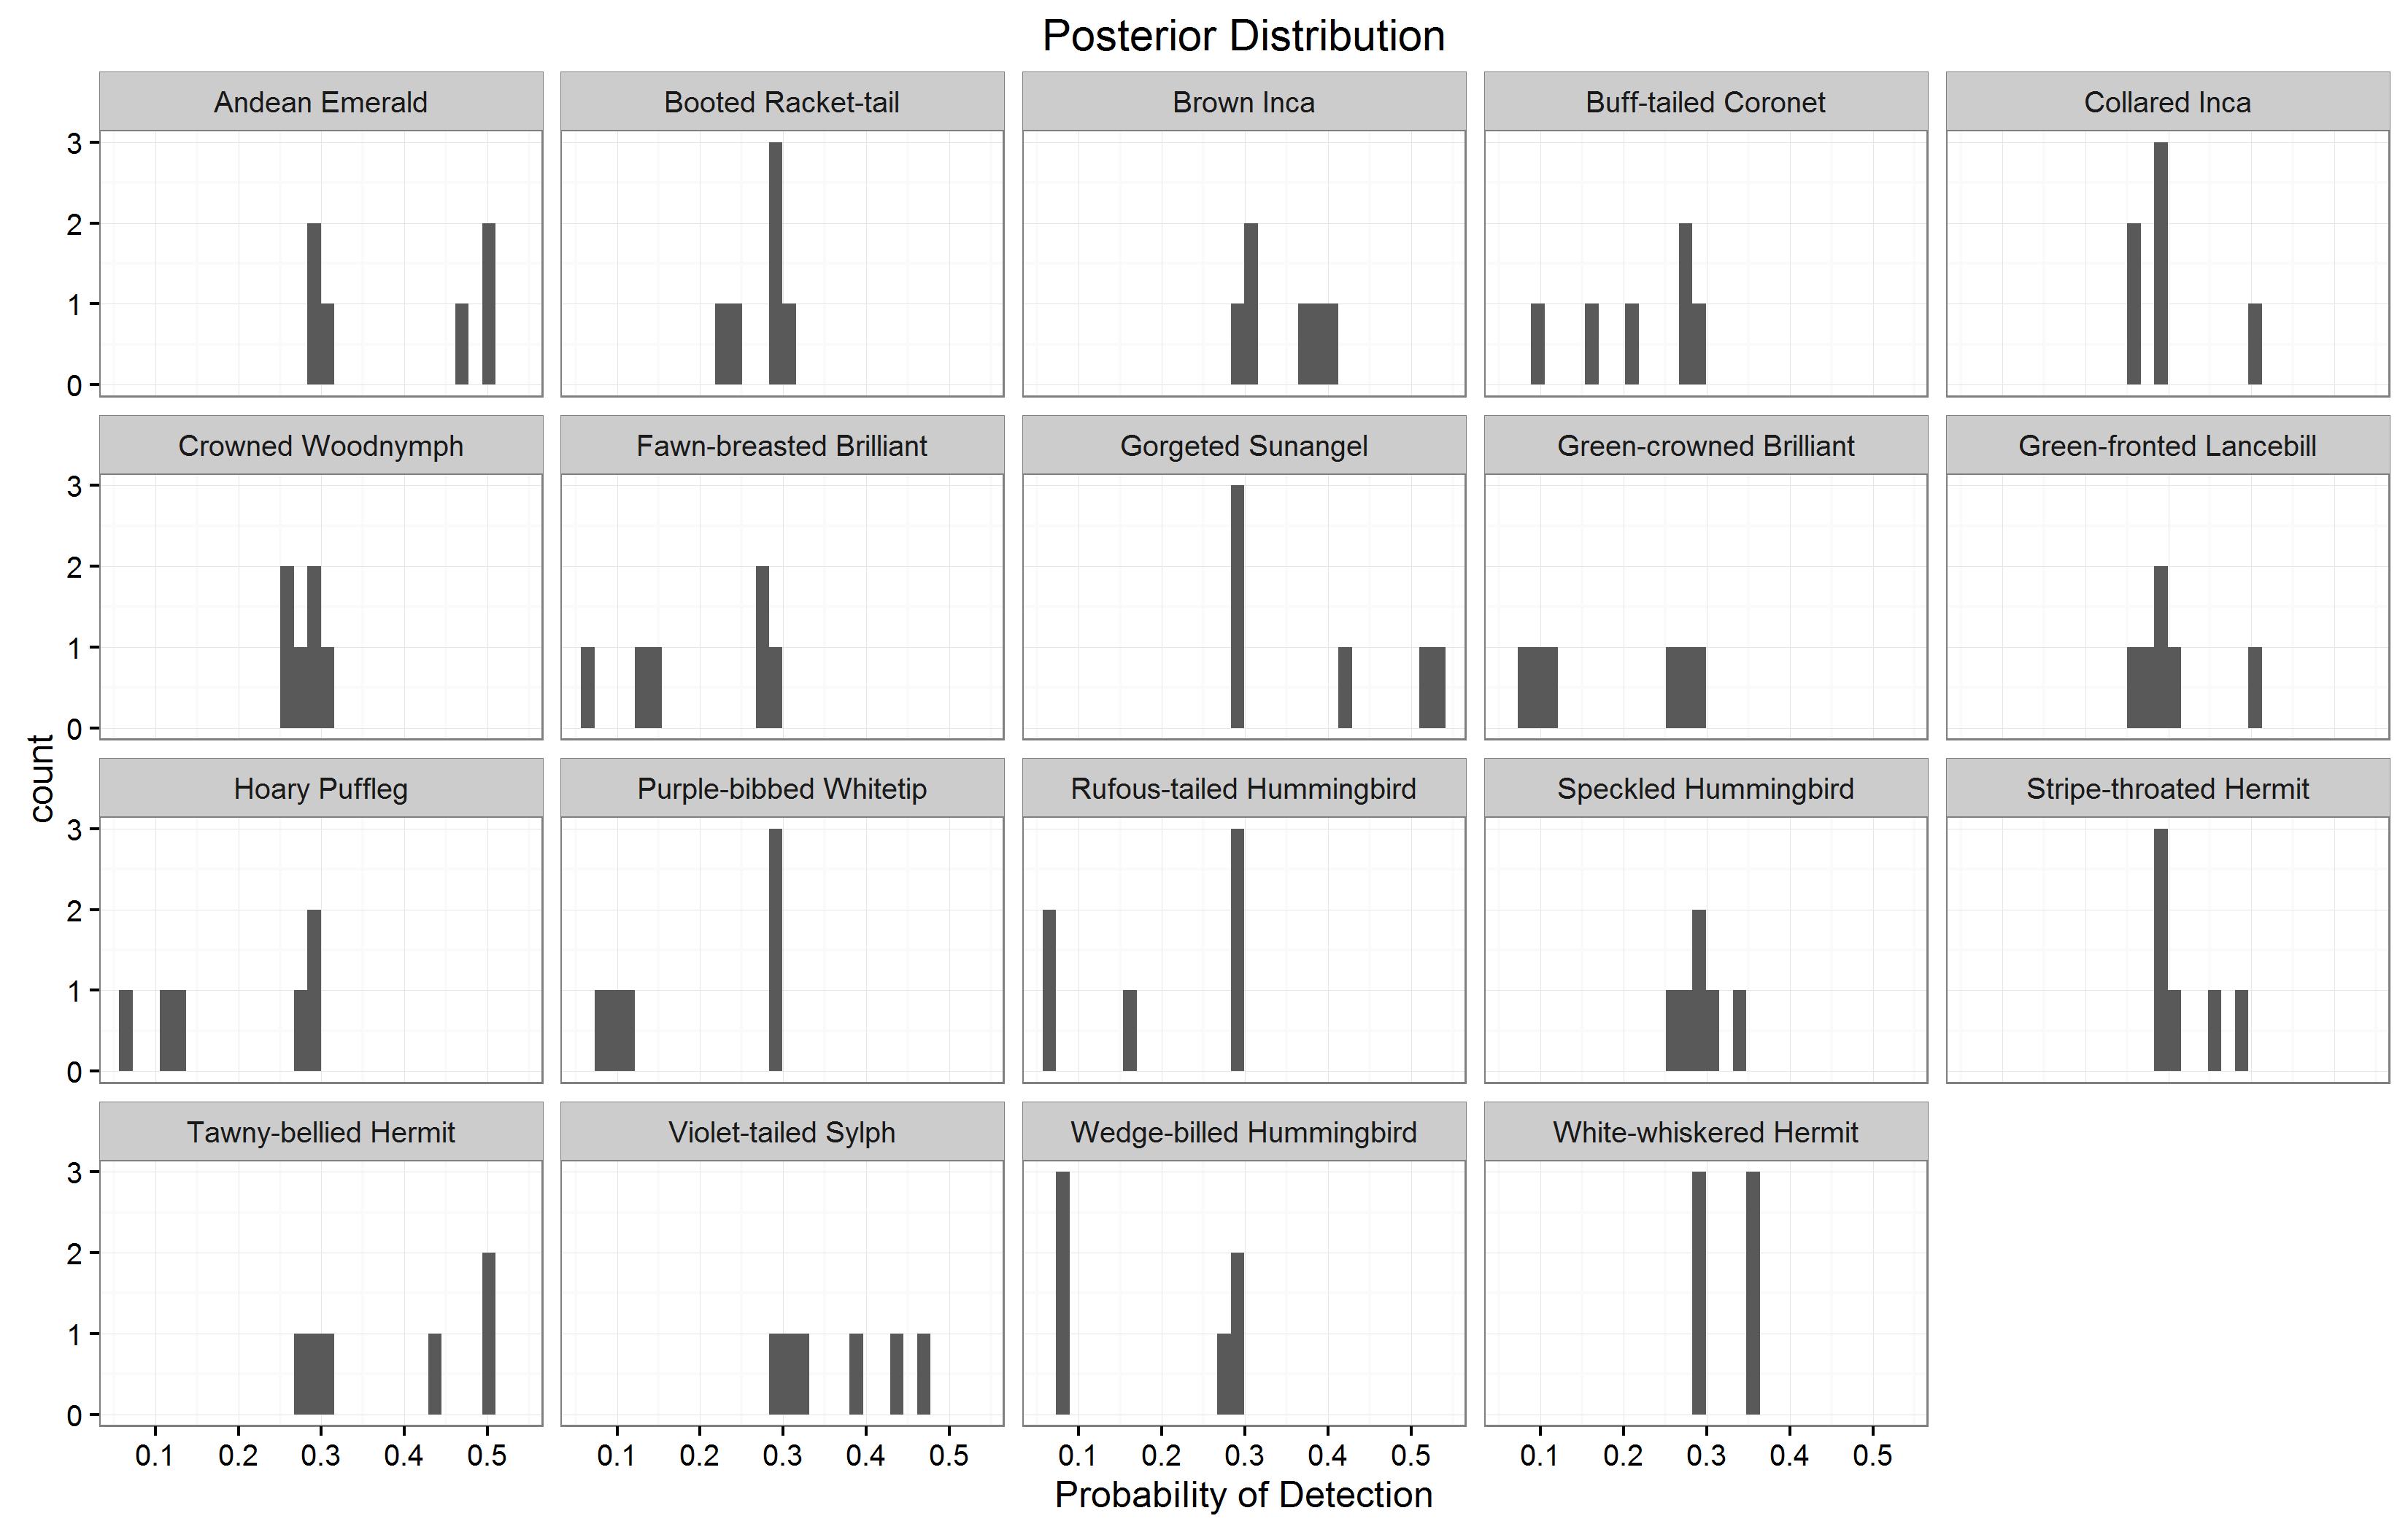 Posterior Distribution
Andean Emerald
Booted Racket-tail
Brown Inca
Buff-tailed Coronet
Collared Inca
3
2
1
0
Crowned Woodnymph
Fawn-breasted Brilliant
Gorgeted Sunangel
Green-crowned Brilliant
Green-fronted Lancebill
3
2
1
0
count
Hoary Puffleg
Purple-bibbed Whitetip
Rufous-tailed Hummingbird
Speckled Hummingbird
Stripe-throated Hermit
3
2
1
0
Tawny-bellied Hermit
Violet-tailed Sylph
Wedge-billed Hummingbird
White-whiskered Hermit
3
2
1
0
0.1 0.2 0.3 0.4 0.5
0.1 0.2 0.3 0.4 0.5
0.1 0.2 0.3 0.4 0.5
0.1 0.2 0.3 0.4 0.5
Probability of Detection